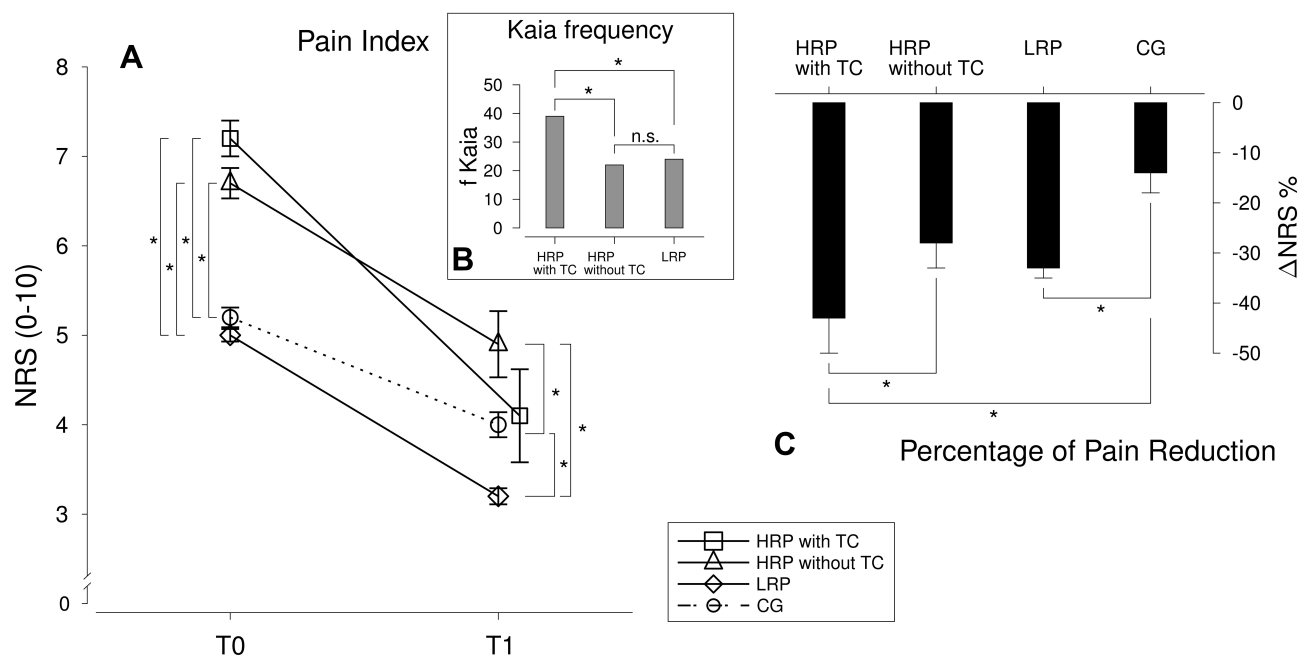 A
Pain Index
NRS (0-10)
8
7
6
5
4
3
0
*
*
*
*
*
*
*
T0
T1
Kaia frequency
f Kaia
50
40
30
20
10
0
*
*
n.s.
HRP with TC
HRP without TC
LRP
B
HRP with TC
HRP without TC
LRP
CG
0
-10
-20
-30
-40
-50
ΔNRS %
*
*
*
C
Percentage of Pain Reduction
HRP with TC
HRP without TC
LRP
CG